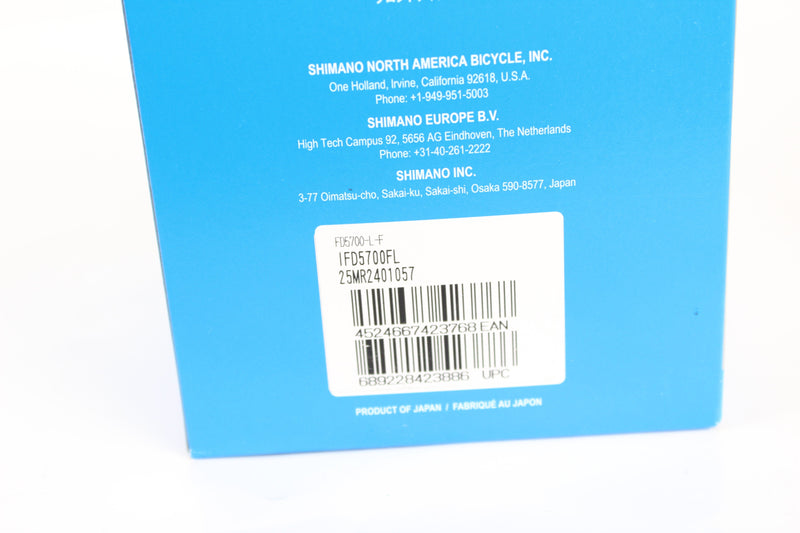 SHIMANO NORTH AMERICA BICYCLE, INC.
One Holland, Irvine, California 92618, U.S.A.
Phone: +1-949-951-5003
SHIMANO EUROPE B.V.
High Tech Campus 92, 5656 AG Eindhoven, The Netherlands
Phone: +31-40-261-2222
SHIMANO INC.
3-77 Oimatsu-cho, Sakai-ku, Sakai-shi, Osaka 590-8577, Japan
FD5700-L-F
IFD5700FL
25MR2401057
4524667423768 EAN
689228423886 UPC
PRODUCT OF JAPAN / FABRIQUÉ AU JAPON